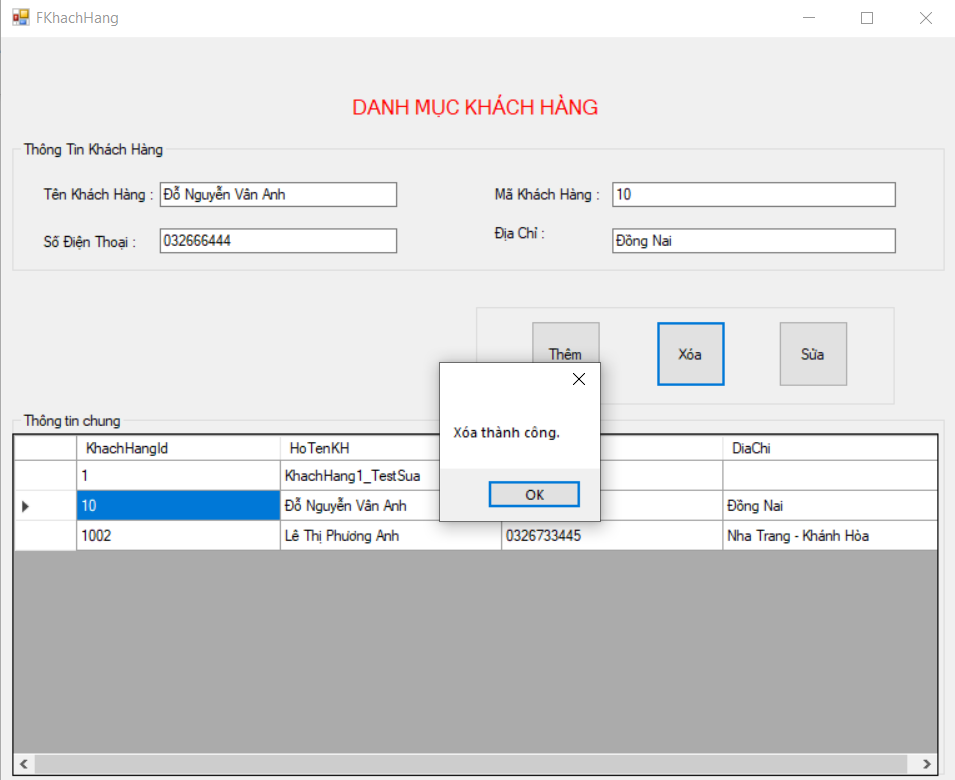 FKhachHang
DANH MỤC KHÁCH HÀNG
Thông Tin Khách Hàng
Tên Khách Hàng : Đỗ Nguyễn Vân Anh Mã Khách Hàng : 10
Số Điện Thoại : 032666444 Địa Chỉ : Đồng Nai
Thêm Xóa Sửa
Xóa thành công.
OK
Thông tin chung
KhachHangId HoTenKH DiaChi
1 KhachHang1_TestSua
10 Đỗ Nguyễn Vân Anh Đồng Nai
1002 Lê Thị Phương Anh 0326733445 Nha Trang - Khánh Hòa